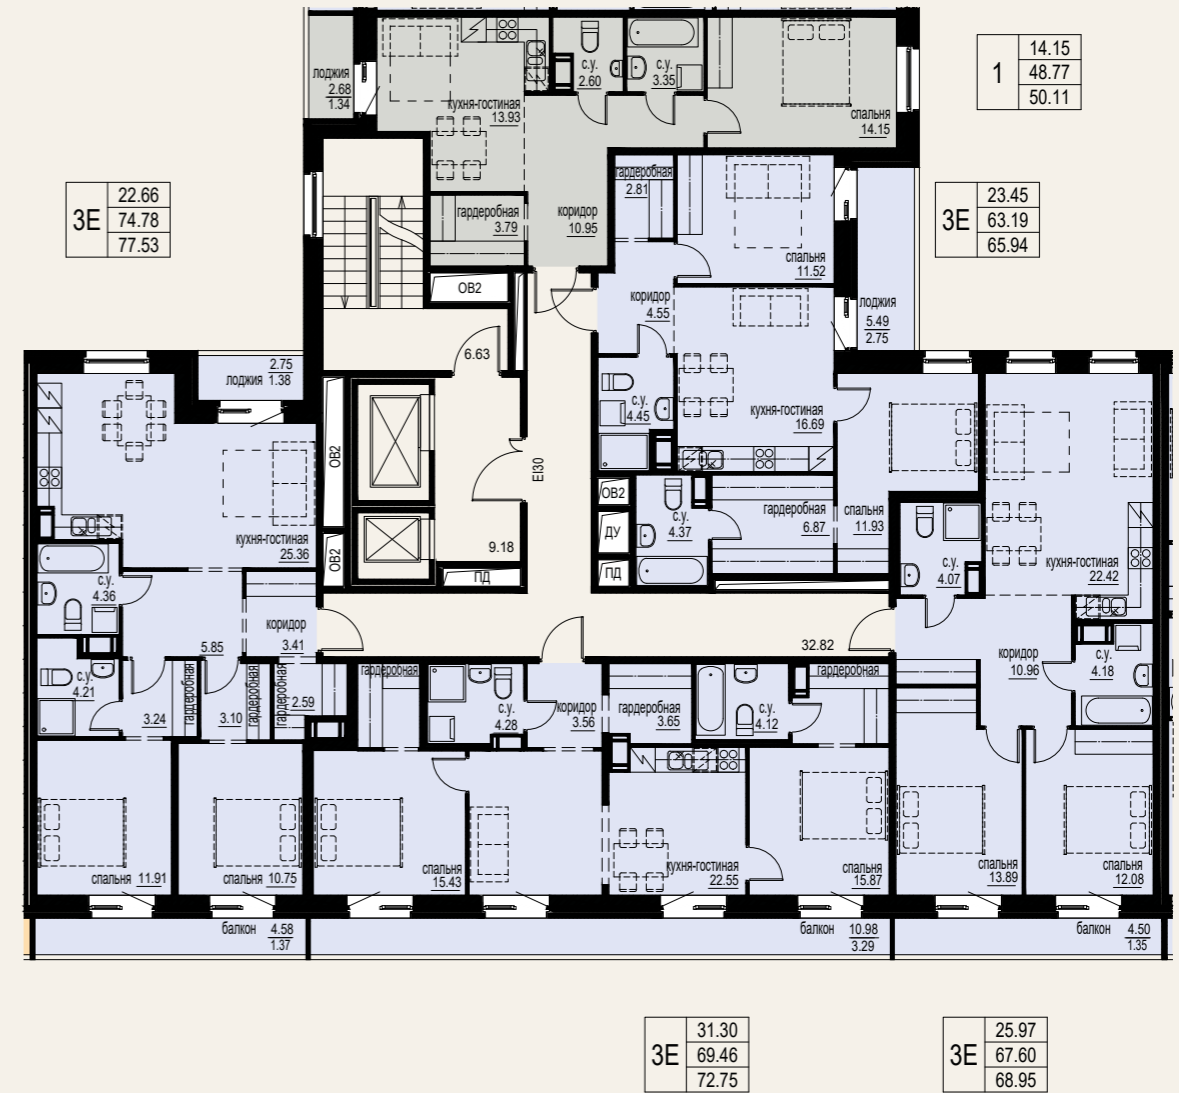 1
14.15
48.77
50.11
лоджия
2.68
1.34
кухня-гостиная
13.93
с.у.
2.60
с.у.
3.35
спальня
14.15
гардеробная
3.79
коридор
10.95
3Е
22.66
74.78
77.53
3Е
23.45
63.19
65.94
гардеробная
2.81
спальня
11.52
коридор
4.55
лоджия
5.49
2.75
с.у.
4.45
кухня-гостиная
16.69
ОВ2
6.63
EI30
9.18
ОВ2
ОВ2
ПД
ОВ2
ДУ
ПД
с.у.
4.37
гардеробная
6.87
спальня
11.93
2.75
лоджия 1.38
кухня-гостиная
25.36
с.у.
4.36
5.85
коридор
3.41
с.у.
4.21
3.24
гардеробная
3.10
гардеробная
гардеробная
2.59
спальня 11.91
спальня 10.75
балкон 4.58
1.37
32.82
гардеробная
с.у.
4.28
коридор
3.56
гардеробная
3.65
с.у.
4.12
гардеробная
спальня
15.43
кухня-гостиная
22.55
спальня
15.87
балкон 10.98
3.29
с.у.
4.07
кухня-гостиная
22.42
коридор
10.96
с.у.
4.18
спальня
13.89
спальня
12.08
балкон 4.50
1.35
3Е
31.30
69.46
72.75
3Е
25.97
67.60
68.95